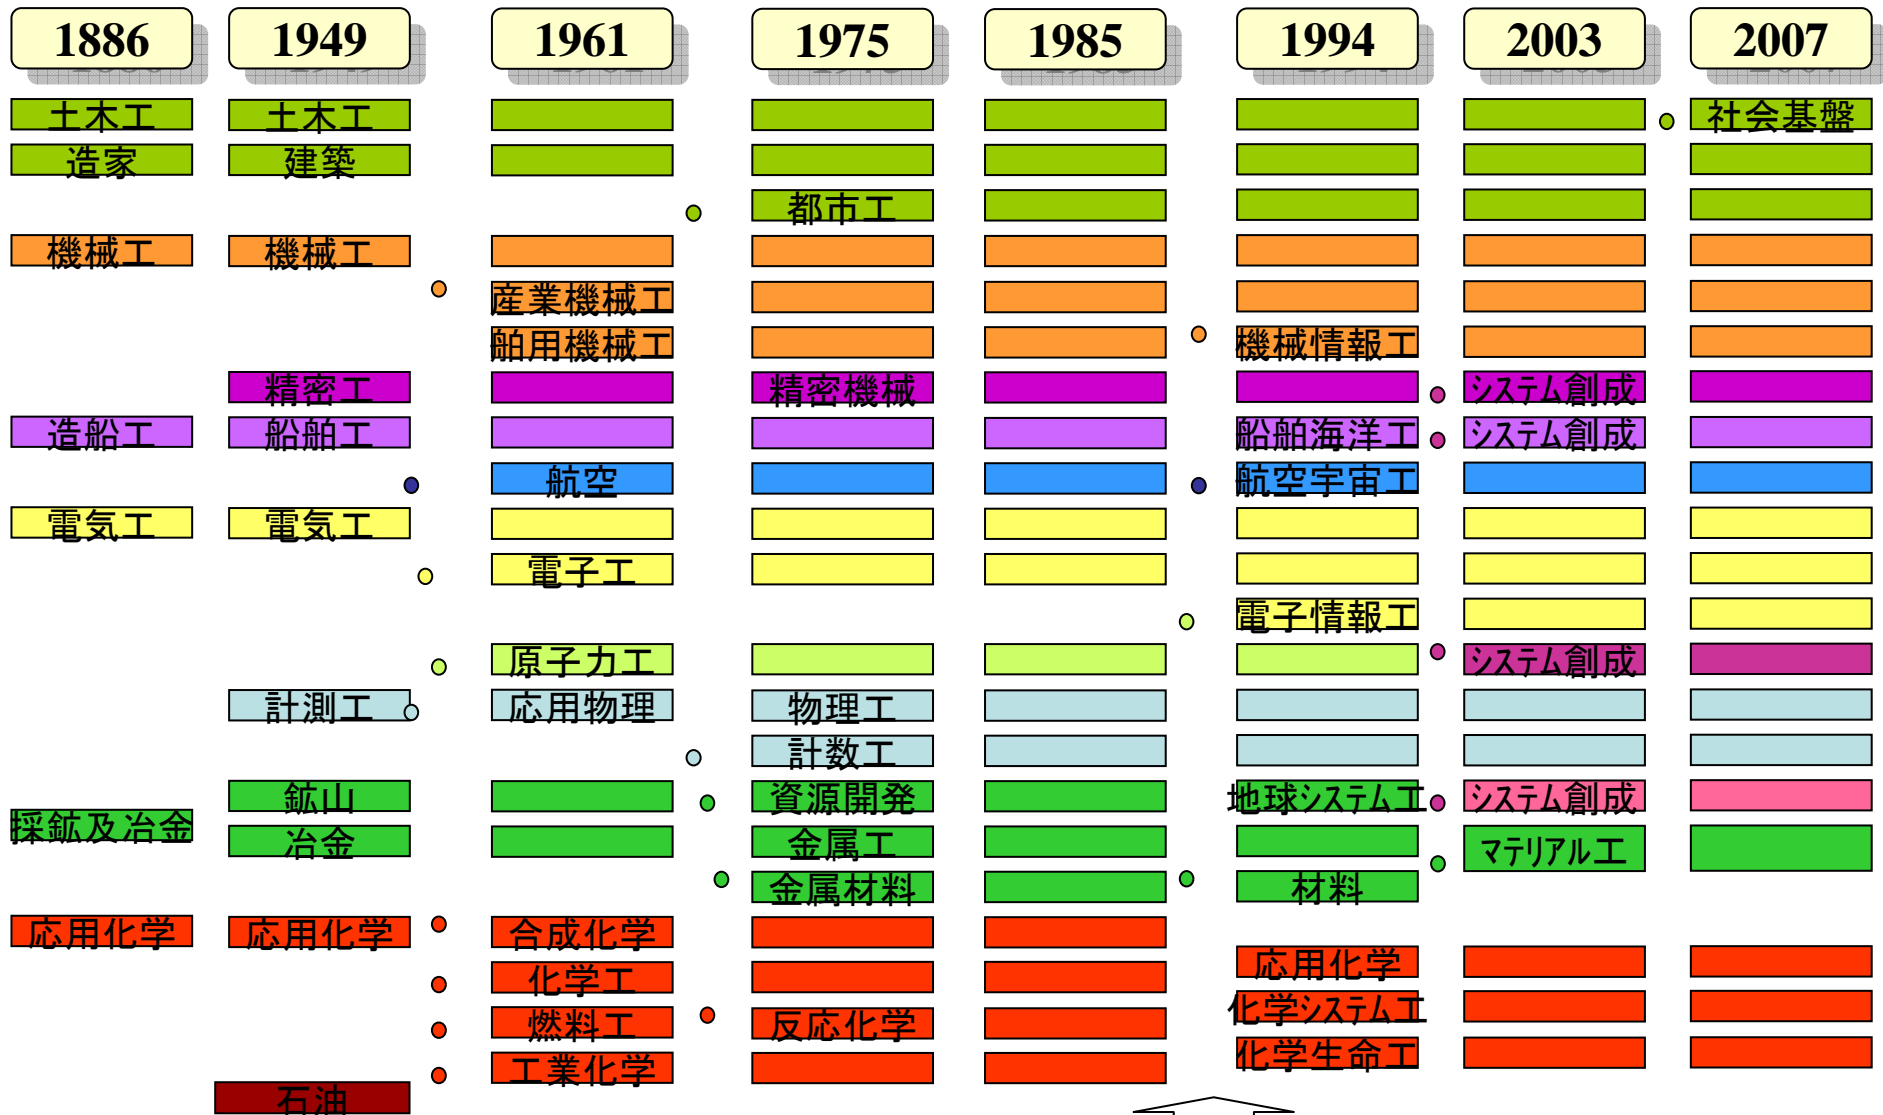 1886 1949 1961 1975 1985 1994 2003 2007
土木工 土木工 社会基盤
造家 建築
都市工
機械工 機械工
産業機械工
舶用機械工 機械情報工
精密工 精密機械 システム創成
造船工 船舶工 船舶海洋工 システム創成
航空 航空宇宙工
電気工 電気工
電子工
電子情報工
原子力工 システム創成
計測工 応用物理 物理工
計数工
鉱山 資源開発 地球システム工 システム創成
採鉱及冶金 冶金 金属工 マテリアル工
金属材料 材料
応用化学 応用化学 合成化学
化学工 応用化学
燃料工 反応化学 化学システム工
工業化学 化学生命工
石油